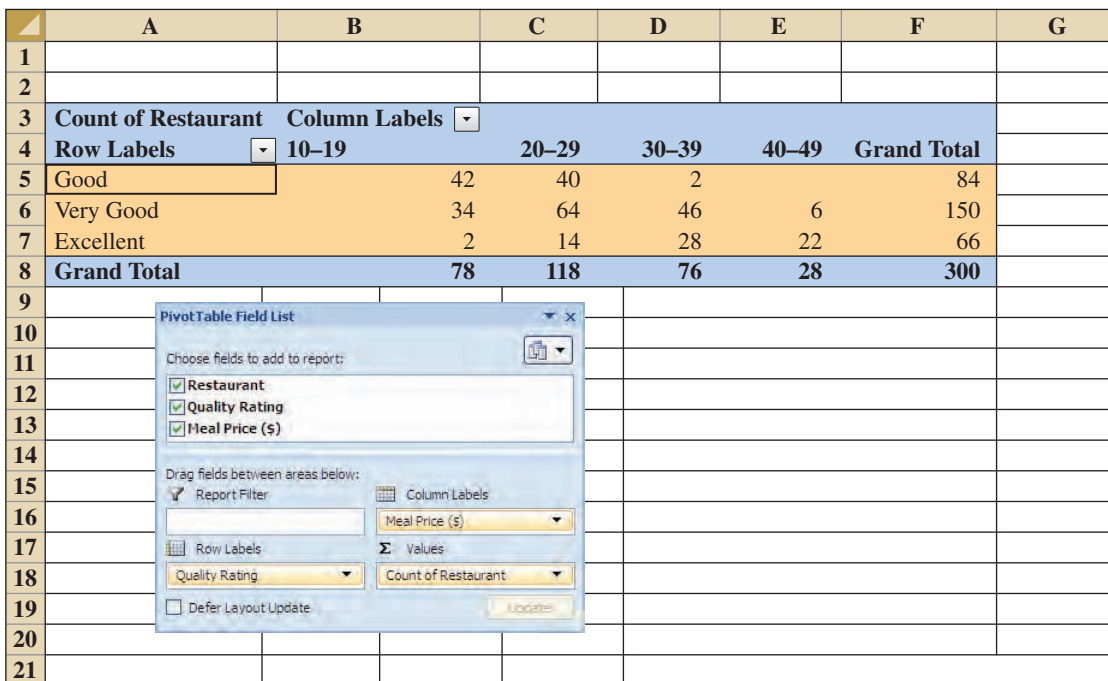 A B C D E F G
1
2
3 Count of Restaurant Column Labels
4 Row Labels 10–19 20–29 30–39 40–49 Grand Total
5 Good 42 40 2 84
6 Very Good 34 64 46 6 150
7 Excellent 2 14 28 22 66
8 Grand Total 78 118 76 28 300
9
PivotTable Field List
10
11
Choose fields to add to report:
12
Restaurant
Quality Rating
13
Meal Price ($)
14
15
Drag fields between areas below:
Report Filter Column Labels
16
Meal Price ($)
17
Row Labels Σ Values
18
Quality Rating Count of Restaurant
19
Defer Layout Update Update
20
21